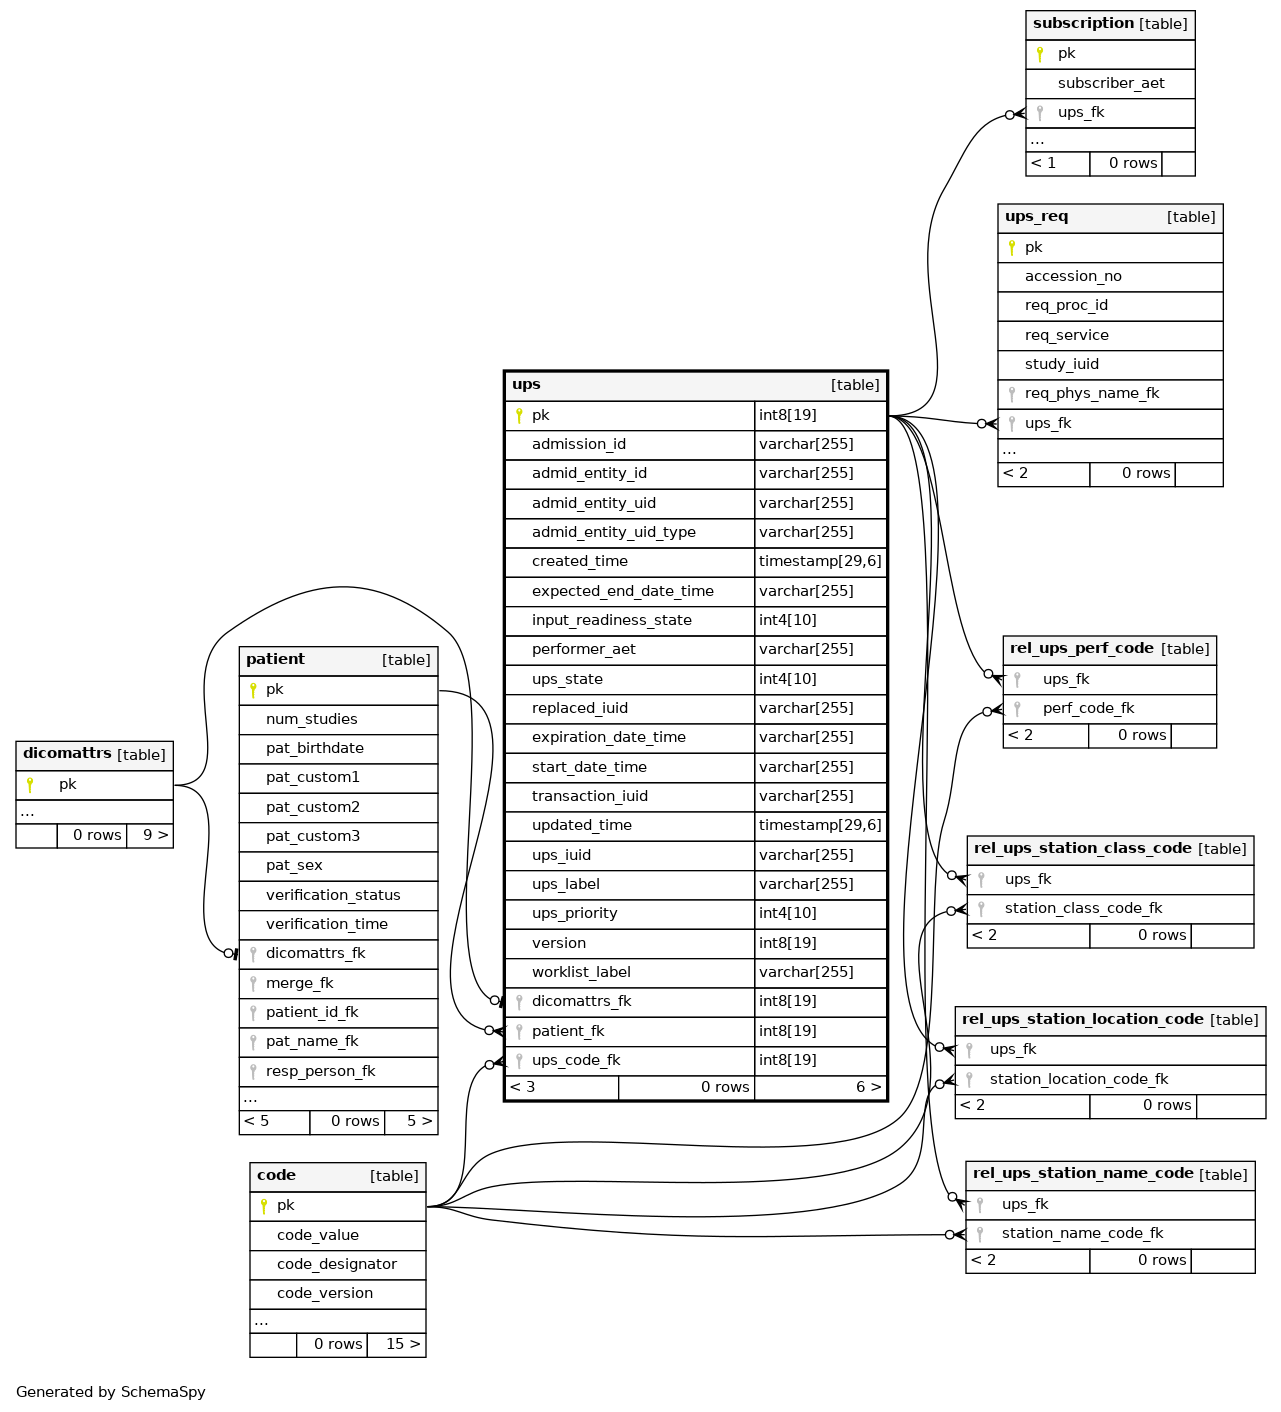 subscription [table]
pk
subscriber_aet
ups_fk
...
< 1 0 rows
ups_req [table]
pk
accession_no
req_proc_id
req_service
study_iuid
req_phys_name_fk
ups_fk
...
< 2 0 rows
ups [table]
pk int8[19]
admission_id varchar[255]
admid_entity_id varchar[255]
admid_entity_uid varchar[255]
admid_entity_uid_type varchar[255]
created_time timestamp[29,6]
expected_end_date_time varchar[255]
input_readiness_state int4[10]
performer_aet varchar[255]
ups_state int4[10]
replaced_iuid varchar[255]
expiration_date_time varchar[255]
start_date_time varchar[255]
transaction_iuid varchar[255]
updated_time timestamp[29,6]
ups_iuid varchar[255]
ups_label varchar[255]
ups_priority int4[10]
version int8[19]
worklist_label varchar[255]
dicomattrs_fk int8[19]
patient_fk int8[19]
ups_code_fk int8[19]
< 3 0 rows 6 >
patient [table]
pk
num_studies
pat_birthdate
pat_custom1
pat_custom2
pat_custom3
pat_sex
verification_status
verification_time
dicomattrs_fk
merge_fk
patient_id_fk
pat_name_fk
resp_person_fk
...
< 5 0 rows 5 >
dicomattrs [table]
pk
...
0 rows 9 >
rel_ups_perf_code [table]
ups_fk
perf_code_fk
< 2 0 rows
rel_ups_station_class_code [table]
ups_fk
station_class_code_fk
< 2 0 rows
rel_ups_station_location_code [table]
ups_fk
station_location_code_fk
< 2 0 rows
code [table]
pk
code_value
code_designator
code_version
...
0 rows 15 >
rel_ups_station_name_code [table]
ups_fk
station_name_code_fk
< 2 0 rows
Generated by SchemaSpy